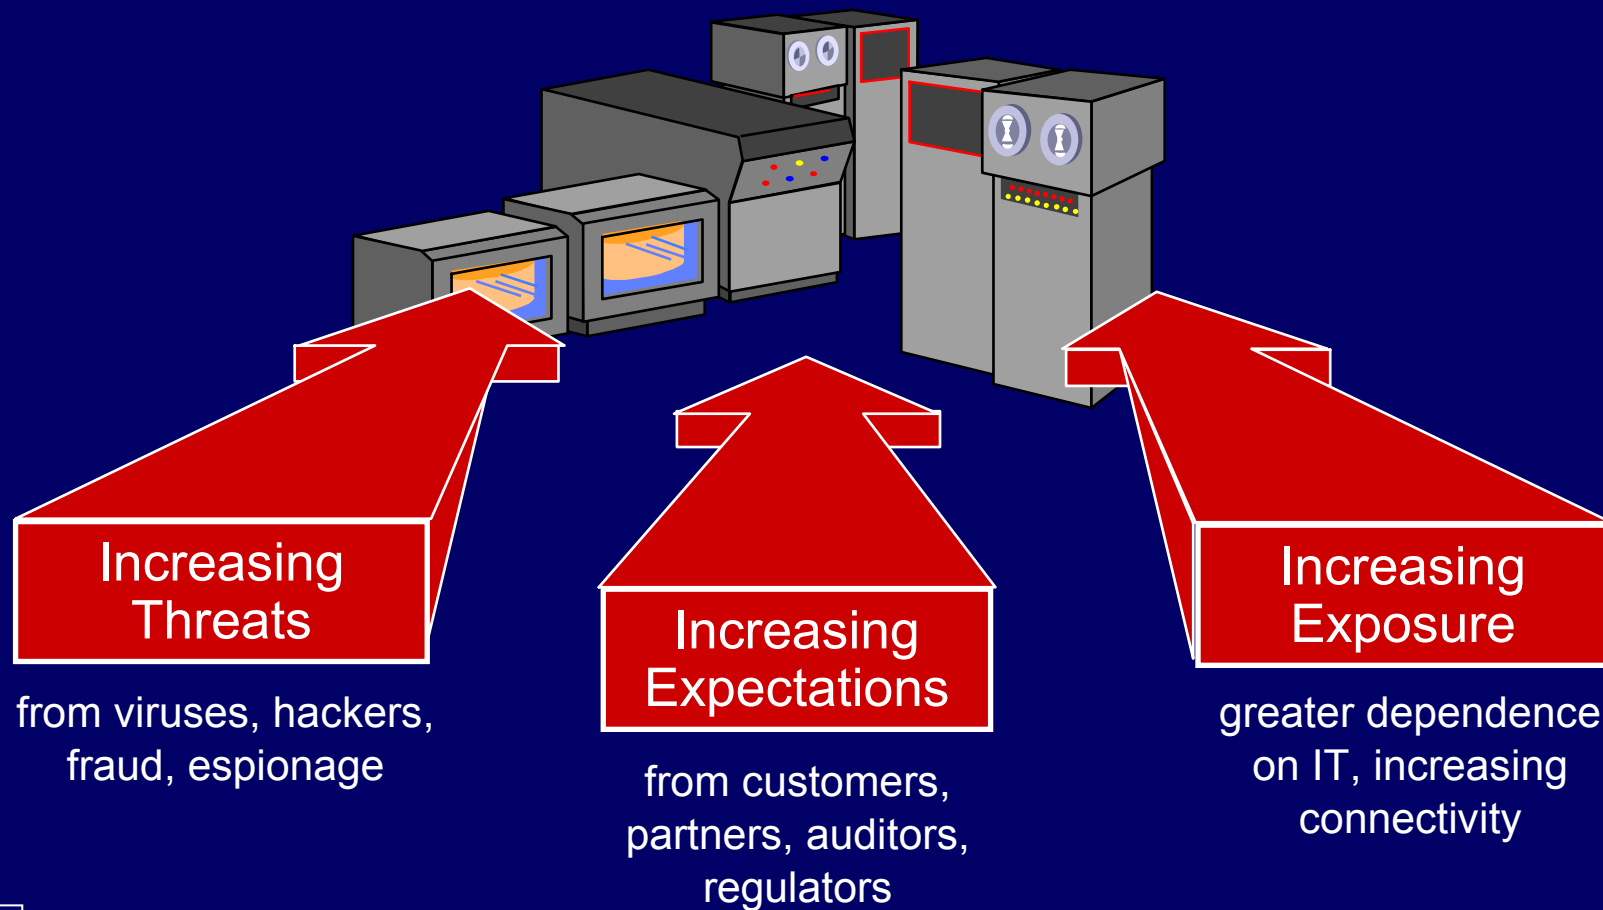 Increasing
Threats
from viruses, hackers,
fraud, espionage
Increasing
Expectations
from customers,
partners, auditors,
regulators
Increasing
Exposure
greater dependence
on IT, increasing
connectivity